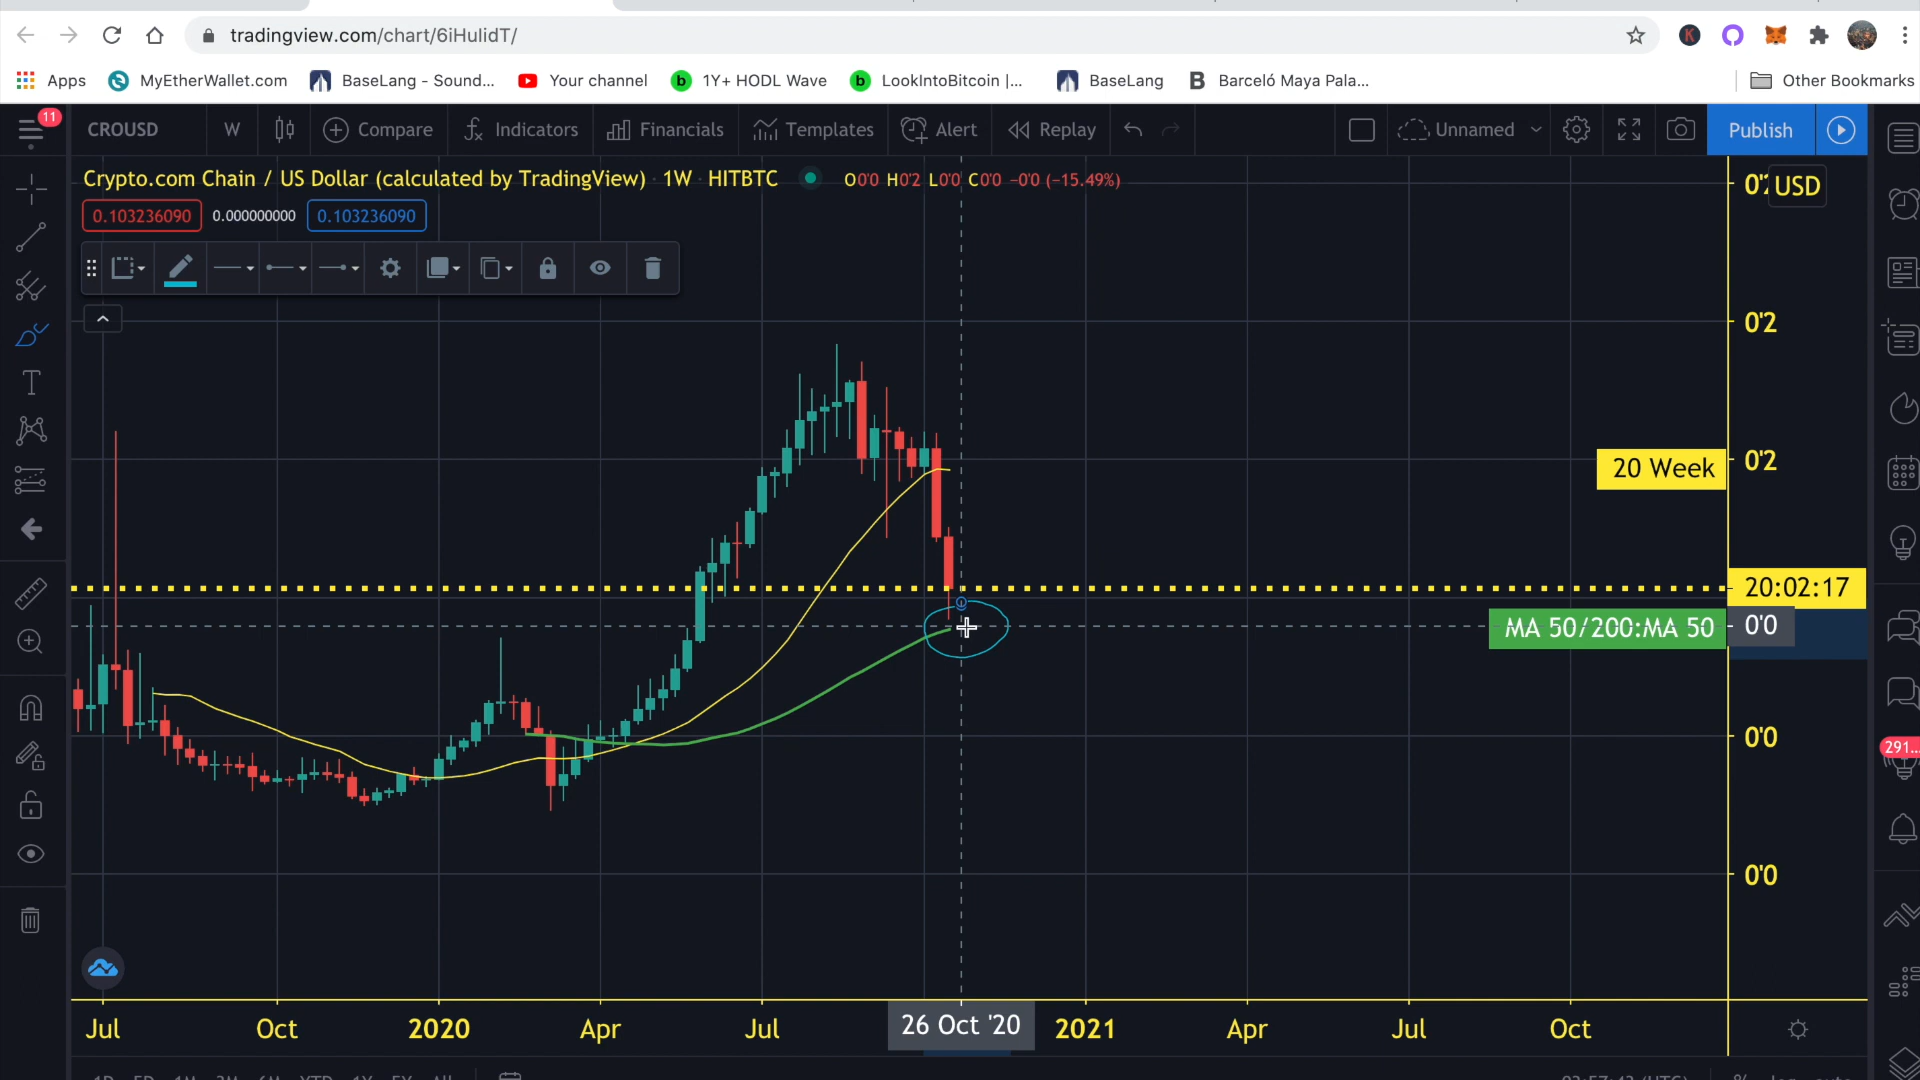 tradingview.com/chart/6iHuIidT/
Apps MyEtherWallet.com BaseLang - Sound... Your channel 1Y+ HODL Wave LookIntoBitcoin |... BaseLang Barceló Maya Pala... Other Bookmarks
11 CROUSD W Compare Indicators Financials Templates Alert Replay Unnamed Publish
Crypto.com Chain / US Dollar (calculated by TradingView) · 1W · HITBTC O0'0 H0'2 L0'0 C0'0 −0'0 (−15.49%)
USD
0.103236090 0.000000000 0.103236090
0'2
20 Week 0'2
20:02:17
MA 50/200:MA 50 0'0
0'0
291...
0'0
Jul Oct 2020 Apr Jul 26 Oct '20 2021 Apr Jul Oct